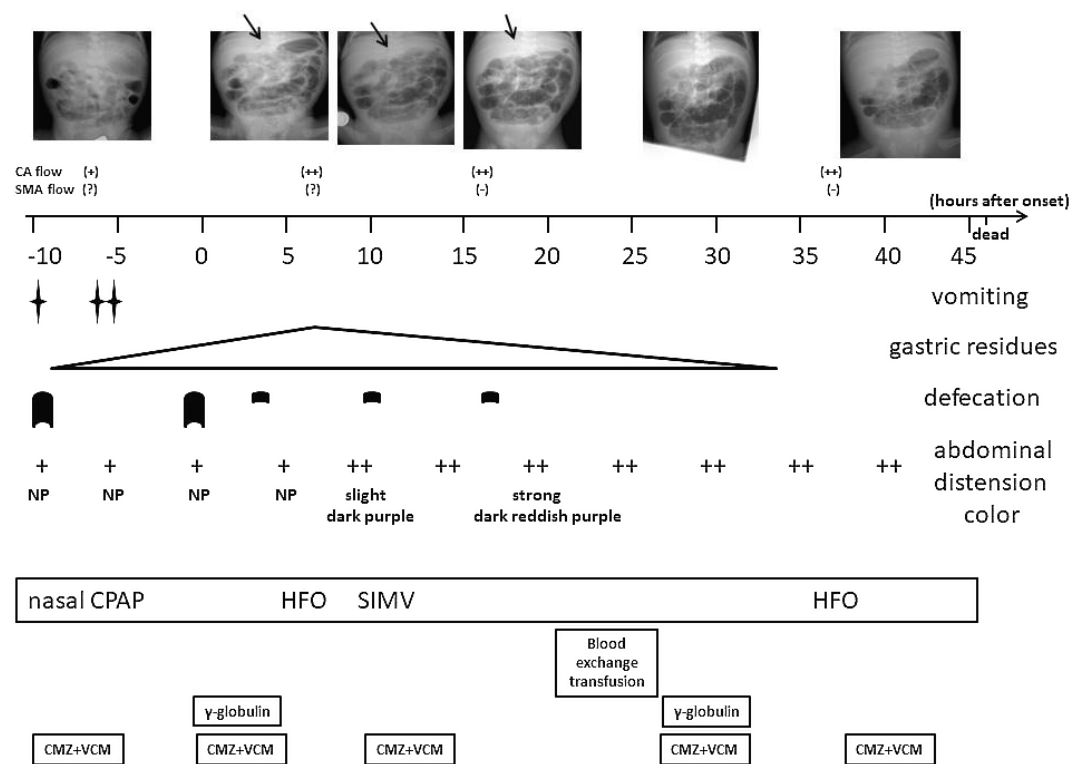 CA flow (+) (++) (++) (++)
SMA flow (?) (?) (-) (-)
(hours after onset)
dead
-10 -5 0 5 10 15 20 25 30 35 40 45
vomiting
gastric residues
defecation
+ + + + ++ ++ ++ ++ ++ ++ ++
abdominal
distension
NP NP NP NP slight strong
dark purple dark reddish purple
color
nasal CPAP HFO SIMV HFO
Blood
exchange
transfusion
γ-globulin γ-globulin
CMZ+VCM CMZ+VCM CMZ+VCM CMZ+VCM CMZ+VCM